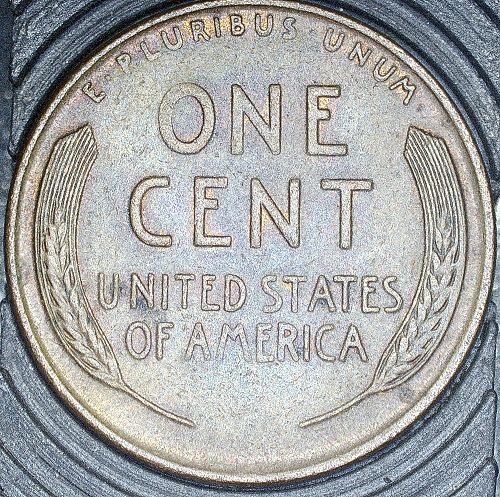 E·PLURIBUS·UNUM
ONE
CENT
UNITED STATES
OF AMERICA